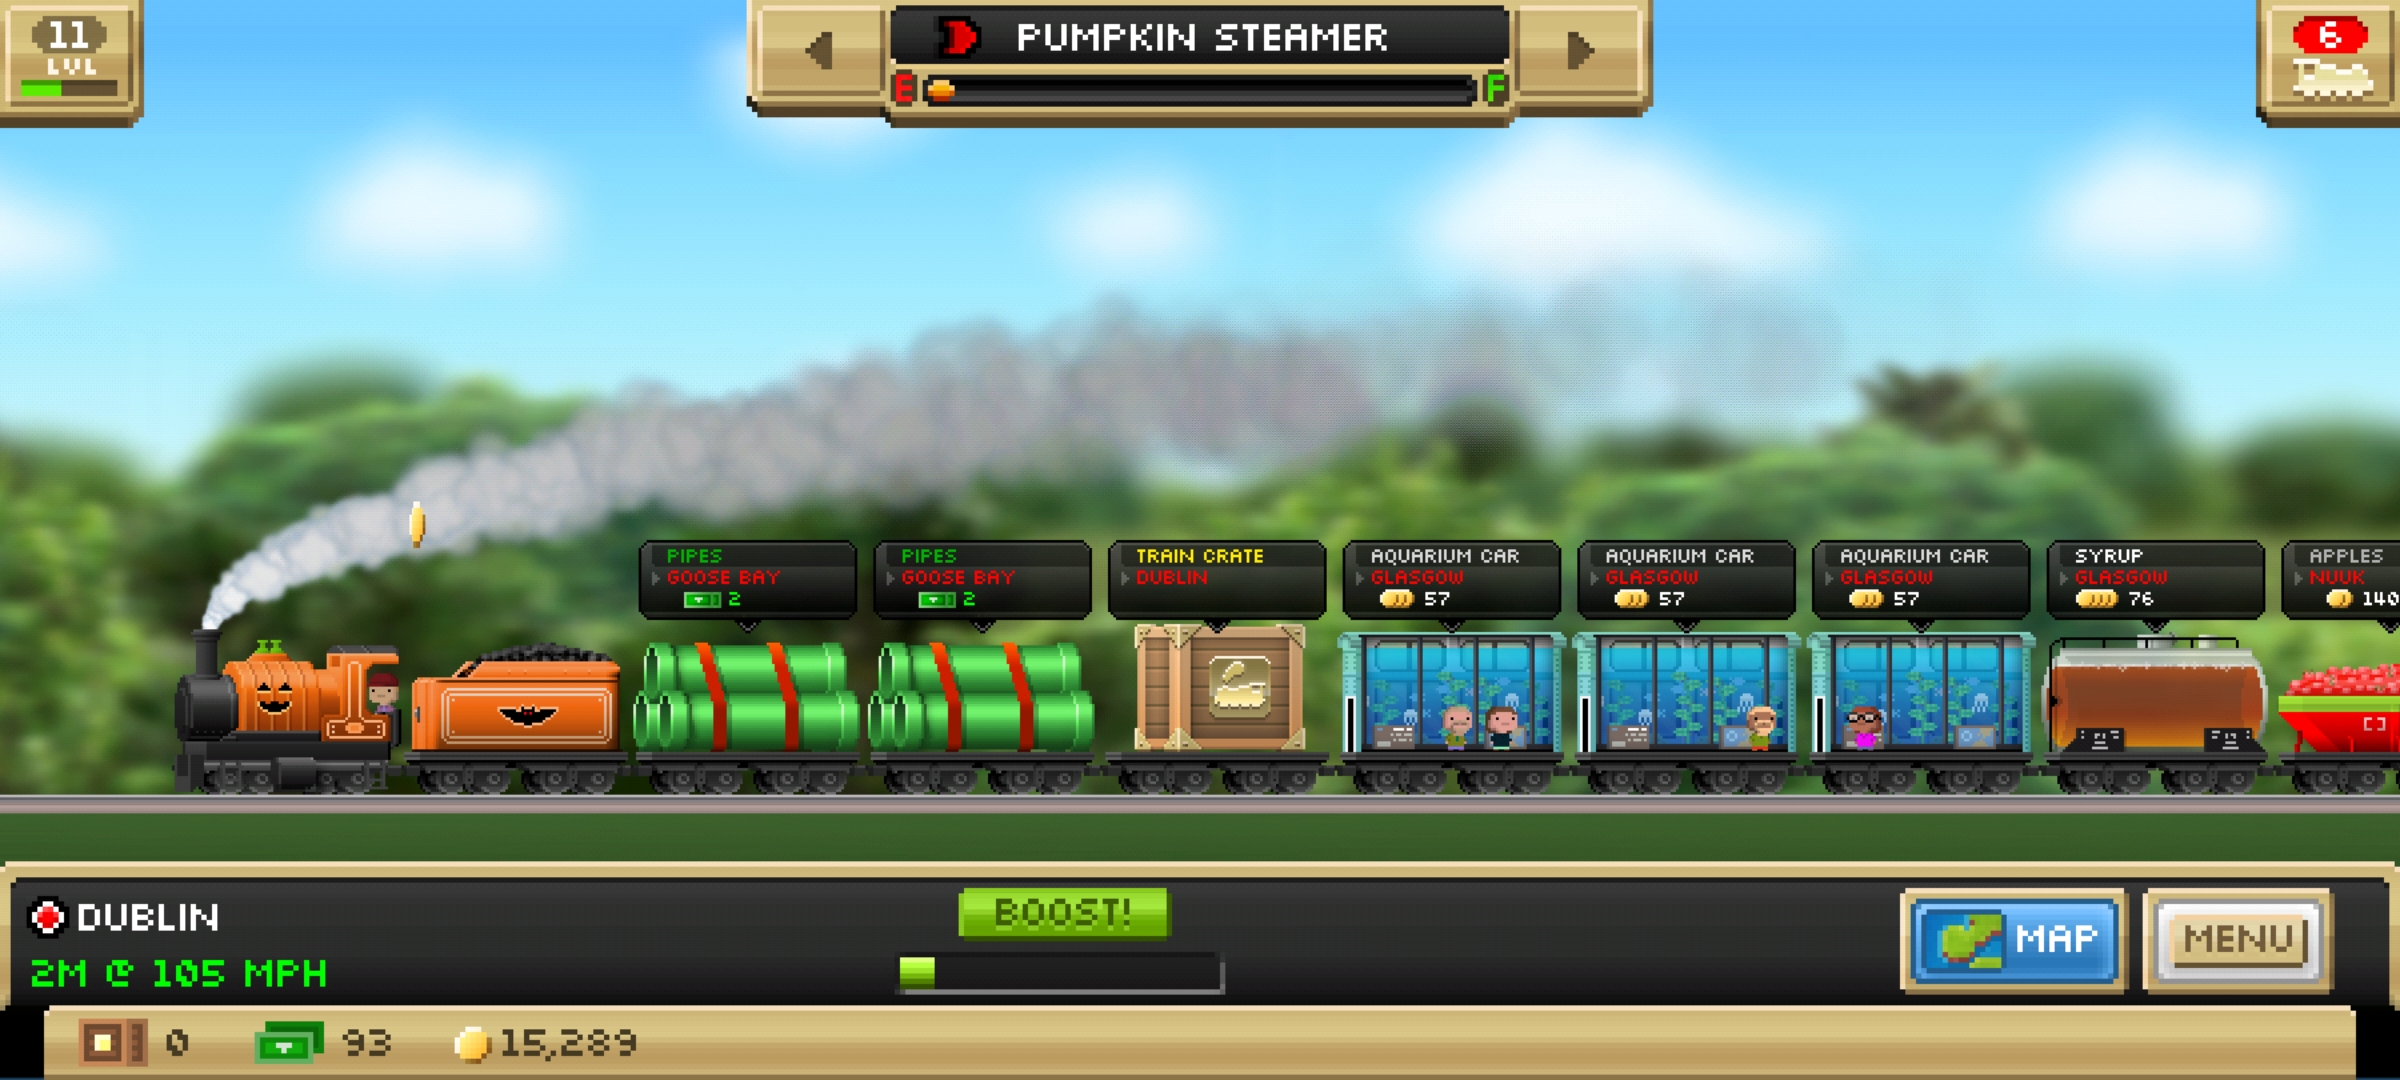 11
LVL
PUMPKIN STEAMER
E
F
6
PIPES
GOOSE BAY
2
PIPES
GOOSE BAY
2
TRAIN CRATE
DUBLIN
AQUARIUM CAR
GLASGOW
57
AQUARIUM CAR
GLASGOW
57
AQUARIUM CAR
GLASGOW
57
SYRUP
GLASGOW
76
APPLES
NUUK
140
DUBLIN
2M @ 105 MPH
BOOST!
MAP
MENU
0
93
15,289